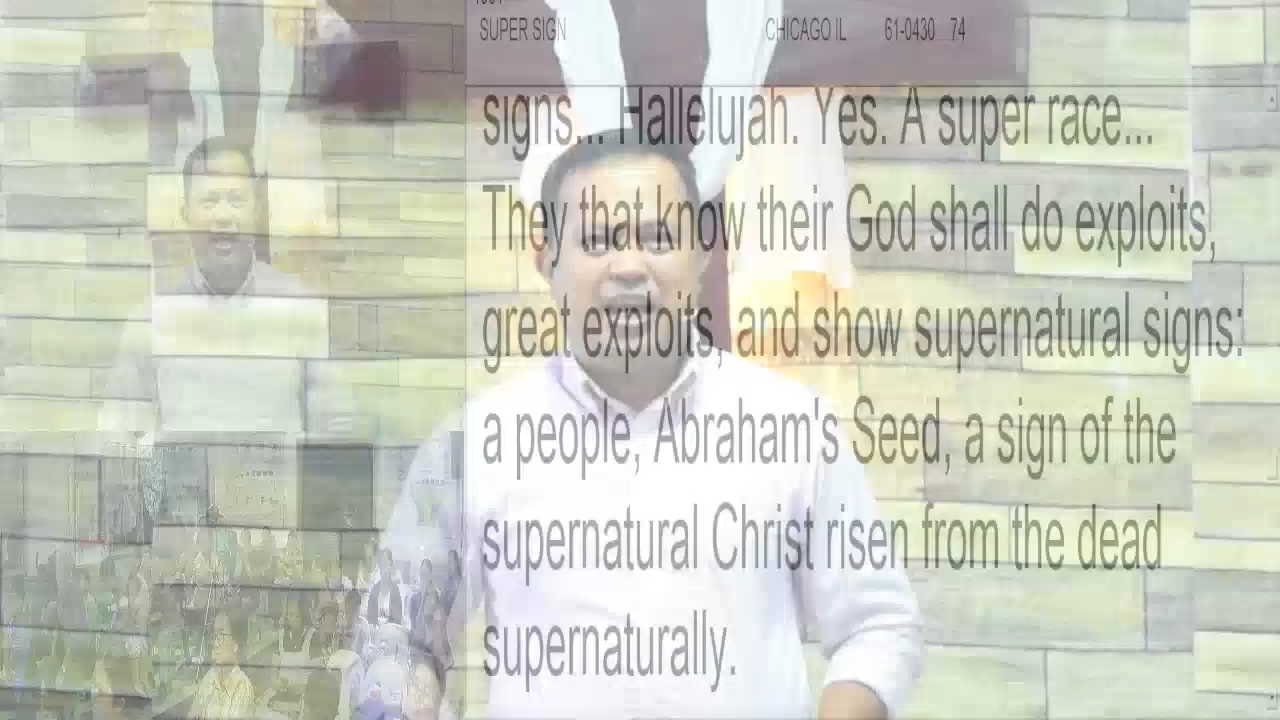 SUPER SIGN CHICAGO IL 61-0430 74
signs... Hallelujah. Yes. A super race...
They that know their God shall do exploits,
great exploits, and show supernatural signs:
a people, Abraham's Seed, a sign of the
supernatural Christ risen from the dead
supernaturally.